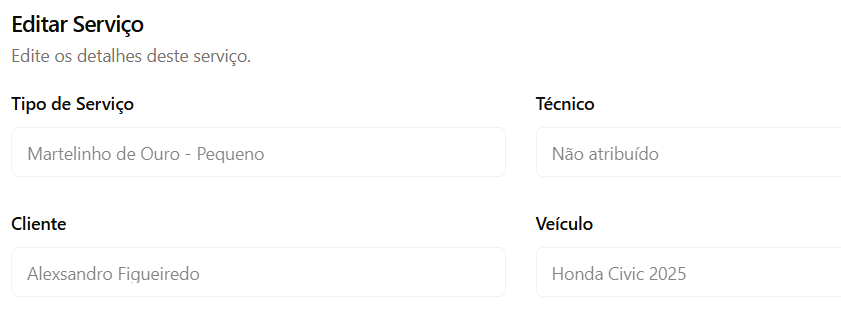 Editar Serviço
Edite os detalhes deste serviço.
Tipo de Serviço
Técnico
Martelinho de Ouro - Pequeno
Não atribuído
Cliente
Veículo
Alexsandro Figueiredo
Honda Civic 2025